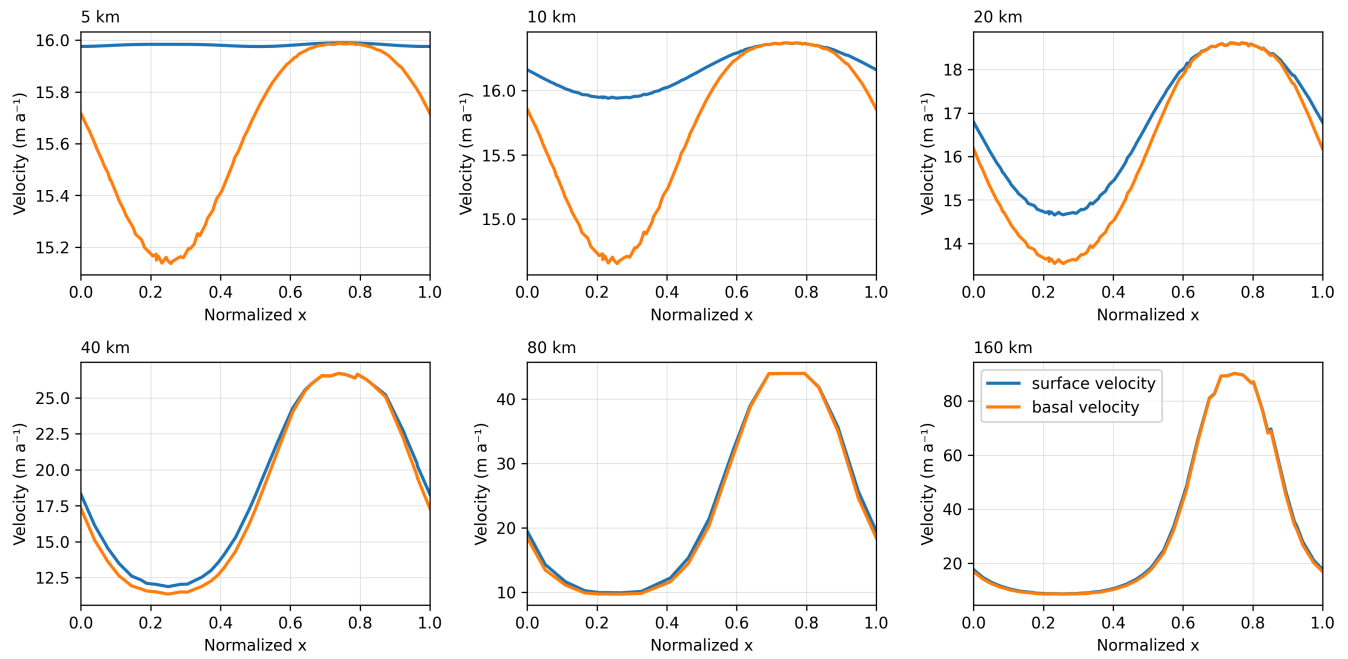 5 km
Velocity (m a⁻¹)
16.0
15.8
15.6
15.4
15.2
0.0 0.2 0.4 0.6 0.8 1.0
Normalized x
10 km
Velocity (m a⁻¹)
16.0
15.5
15.0
0.0 0.2 0.4 0.6 0.8 1.0
Normalized x
20 km
Velocity (m a⁻¹)
18
17
16
15
14
0.0 0.2 0.4 0.6 0.8 1.0
Normalized x
40 km
Velocity (m a⁻¹)
25.0
22.5
20.0
17.5
15.0
12.5
0.0 0.2 0.4 0.6 0.8 1.0
Normalized x
80 km
Velocity (m a⁻¹)
40
30
20
10
0.0 0.2 0.4 0.6 0.8 1.0
Normalized x
160 km
surface velocity
basal velocity
Velocity (m a⁻¹)
80
60
40
20
0.0 0.2 0.4 0.6 0.8 1.0
Normalized x